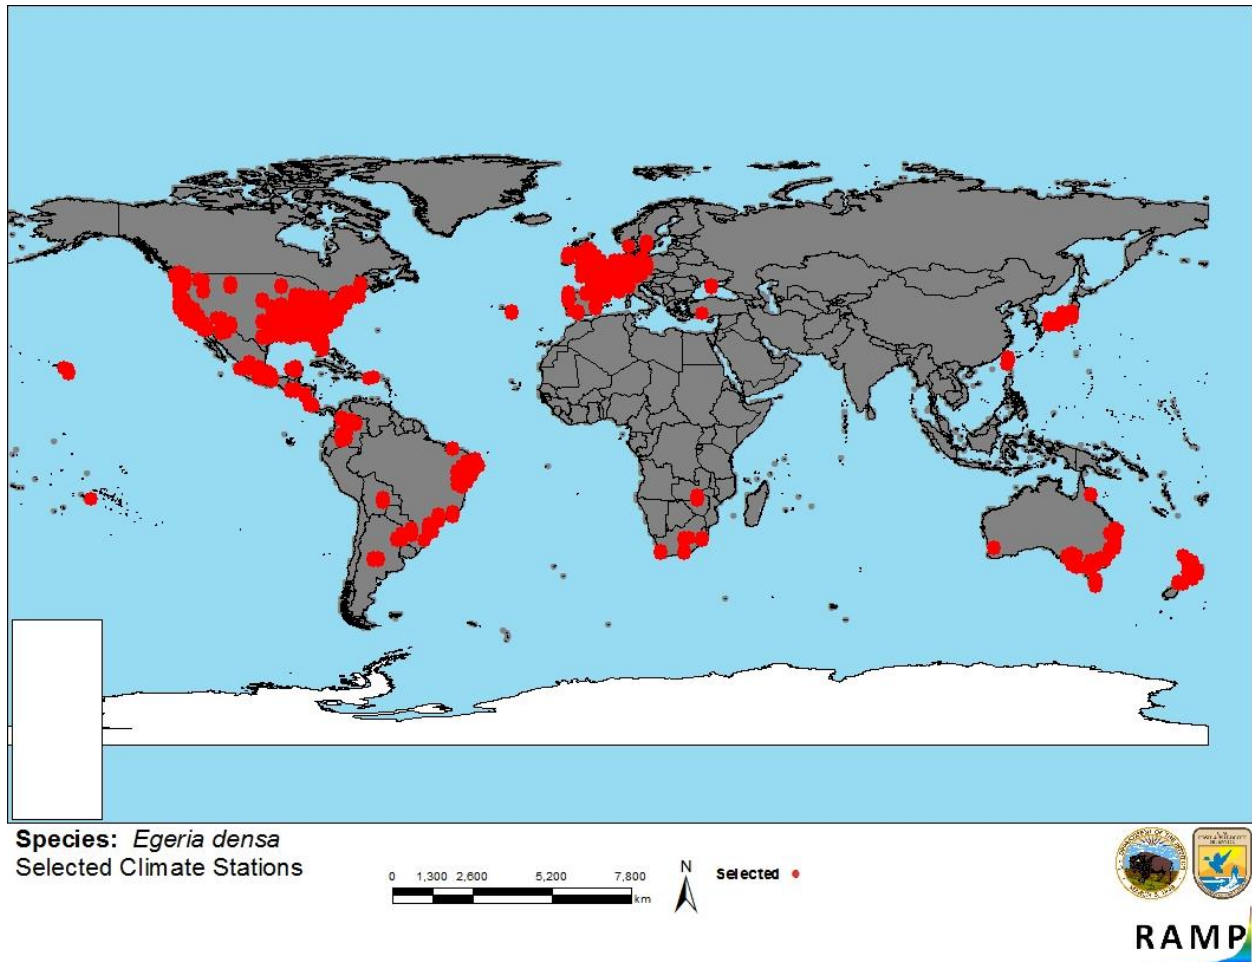 Species: Egeria densa
Selected Climate Stations
0 1,300 2,600 5,200 7,800
km
N
Selected
RAMP